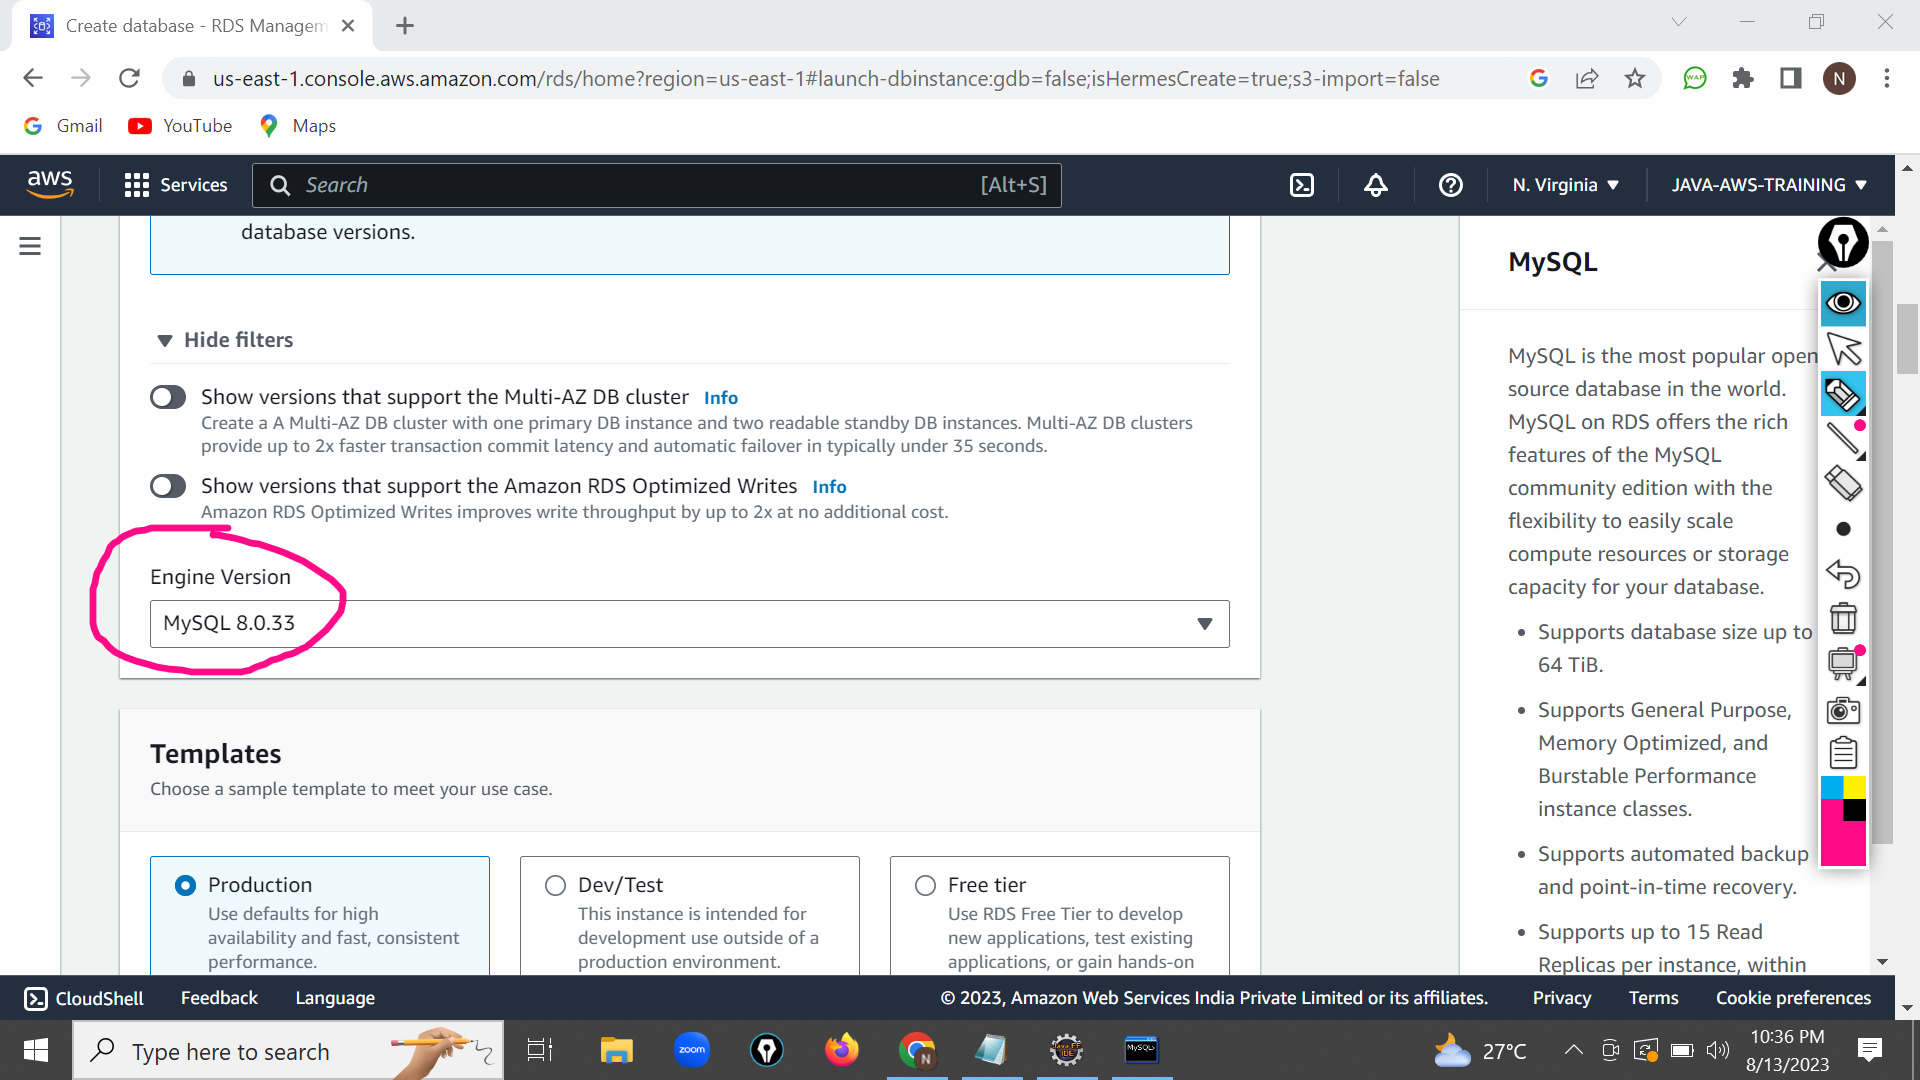 Create database - RDS Managem
us-east-1.console.aws.amazon.com/rds/home?region=us-east-1#launch-dbinstance:gdb=false;isHermesCreate=true;s3-import=false
WAP
N
Gmail
YouTube
Maps
aws
Services
Search
[Alt+S]
N. Virginia
JAVA-AWS-TRAINING
database versions.
Hide filters
Show versions that support the Multi-AZ DB cluster Info
Create a A Multi-AZ DB cluster with one primary DB instance and two readable standby DB instances. Multi-AZ DB clusters
provide up to 2x faster transaction commit latency and automatic failover in typically under 35 seconds.
Show versions that support the Amazon RDS Optimized Writes Info
Amazon RDS Optimized Writes improves write throughput by up to 2x at no additional cost.
Engine Version
MySQL 8.0.33
Templates
Choose a sample template to meet your use case.
Production
Use defaults for high
availability and fast, consistent
performance.
Dev/Test
This instance is intended for
development use outside of a
production environment.
Free tier
Use RDS Free Tier to develop
new applications, test existing
applications, or gain hands-on
MySQL
MySQL is the most popular open
source database in the world.
MySQL on RDS offers the rich
features of the MySQL
community edition with the
flexibility to easily scale
compute resources or storage
capacity for your database.
• Supports database size up to
64 TiB.
• Supports General Purpose,
Memory Optimized, and
Burstable Performance
instance classes.
• Supports automated backup
and point-in-time recovery.
• Supports up to 15 Read
Replicas per instance, within
CloudShell
Feedback
Language
© 2023, Amazon Web Services India Private Limited or its affiliates.
Privacy
Terms
Cookie preferences
Type here to search
zoom
N
Java EE
IDE
MySQL>
27°C
10:36 PM
8/13/2023